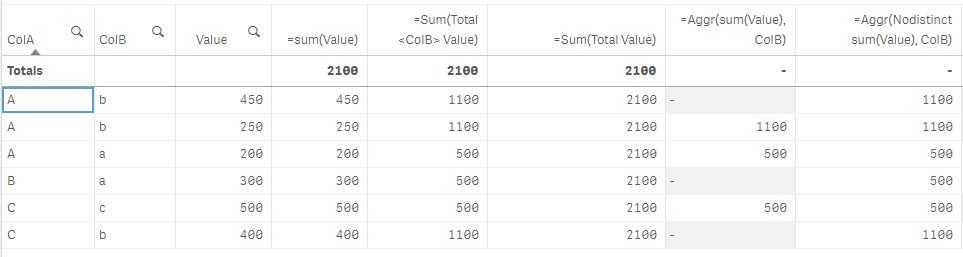 ColA ColB Value =sum(Value) =Sum(Total <ColB> Value) =Sum(Total Value) =Aggr(sum(Value), ColB) =Aggr(Nodistinct sum(Value), ColB)
Totals 2100 2100 2100 - -
A b 450 450 1100 2100 - 1100
A b 250 250 1100 2100 1100 1100
A a 200 200 500 2100 500 500
B a 300 300 500 2100 - 500
C c 500 500 500 2100 500 500
C b 400 400 1100 2100 - 1100